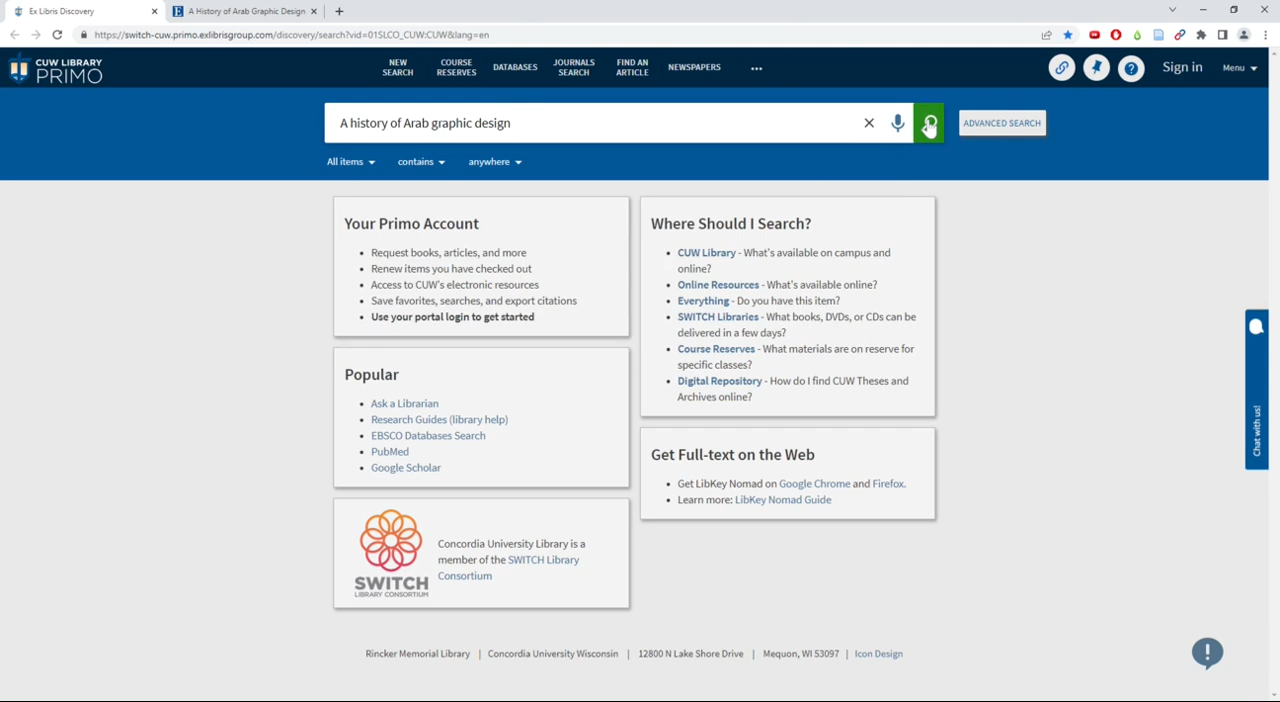 Ex Libris Discovery
A History of Arab Graphic Design
https://switch-cuw.primo.exlibrisgroup.com/discovery/search?vid=01SLCO_CUW:CUW&lang=en
CUW LIBRARY
PRIMO
NEW
SEARCH
COURSE
RESERVES
DATABASES
JOURNALS
SEARCH
FIND AN
ARTICLE
NEWSPAPERS
Sign in
Menu
A history of Arab graphic design
ADVANCED SEARCH
All items
contains
anywhere
Your Primo Account
• Request books, articles, and more
• Renew items you have checked out
• Access to CUW's electronic resources
• Save favorites, searches, and export citations
• Use your portal login to get started
Popular
• Ask a Librarian
• Research Guides (library help)
• EBSCO Databases Search
• PubMed
• Google Scholar
SWITCH
LIBRARY CONSORTIUM
Concordia University Library is a
member of the SWITCH Library
Consortium
Where Should I Search?
• CUW Library - What's available on campus and
online?
• Online Resources - What's available online?
• Everything - Do you have this item?
• SWITCH Libraries - What books, DVDs, or CDs can be
delivered in a few days?
• Course Reserves - What materials are on reserve for
specific classes?
• Digital Repository - How do I find CUW Theses and
Archives online?
Get Full-text on the Web
• Get LibKey Nomad on Google Chrome and Firefox.
• Learn more: LibKey Nomad Guide
Chat with us!
Rincker Memorial Library | Concordia University Wisconsin | 12800 N Lake Shore Drive | Mequon, WI 53097 | Icon Design